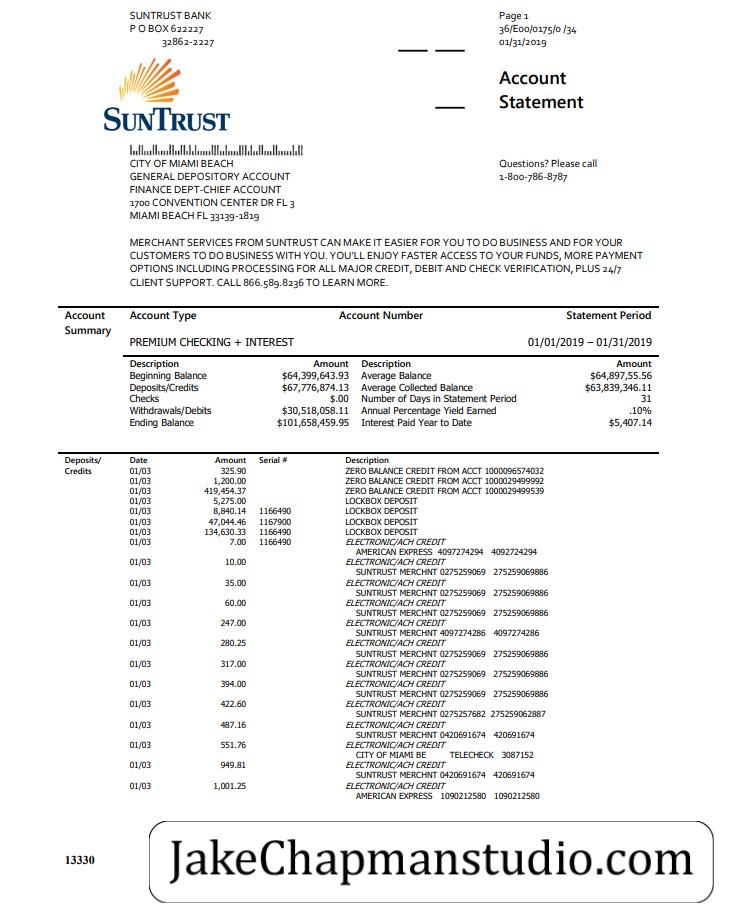 SUNTRUST BANK
P O BOX 622227
32862-2227
Page 1
36/E00/0175/0 /34
01/31/2019
Account
Statement
SUNTRUST
CITY OF MIAMI BEACH
GENERAL DEPOSITORY ACCOUNT
FINANCE DEPT-CHIEF ACCOUNT
1700 CONVENTION CENTER DR FL 3
MIAMI BEACH FL 33139-1819
Questions? Please call
1-800-786-8787
MERCHANT SERVICES FROM SUNTRUST CAN MAKE IT EASIER FOR YOU TO DO BUSINESS AND FOR YOUR
CUSTOMERS TO DO BUSINESS WITH YOU. YOU'LL ENJOY FASTER ACCESS TO YOUR FUNDS, MORE PAYMENT
OPTIONS INCLUDING PROCESSING FOR ALL MAJOR CREDIT, DEBIT AND CHECK VERIFICATION, PLUS 24/7
CLIENT SUPPORT. CALL 866.589.8236 TO LEARN MORE.
Account Summary
Account Type Account Number Statement Period
PREMIUM CHECKING + INTEREST 01/01/2019 – 01/31/2019
Description Amount Description Amount
Beginning Balance $64,399,643.93 Average Balance $64,897,55.56
Deposits/Credits $67,776,874.13 Average Collected Balance $63,839,346.11
Checks $.00 Number of Days in Statement Period 31
Withdrawals/Debits $30,518,058.11 Annual Percentage Yield Earned .10%
Ending Balance $101,658,459.95 Interest Paid Year to Date $5,407.14
Deposits/ Credits
Date Amount Serial # Description
01/03 325.90 ZERO BALANCE CREDIT FROM ACCT 1000096574032
01/03 1,200.00 ZERO BALANCE CREDIT FROM ACCT 1000029499992
01/03 419,454.37 ZERO BALANCE CREDIT FROM ACCT 1000029499539
01/03 5,275.00 LOCKBOX DEPOSIT
01/03 8,840.14 1166490 LOCKBOX DEPOSIT
01/03 47,044.46 1167900 LOCKBOX DEPOSIT
01/03 134,630.33 1166490 LOCKBOX DEPOSIT
01/03 7.00 1166490 ELECTRONIC/ACH CREDIT
AMERICAN EXPRESS 4097274294 4092724294
01/03 10.00 ELECTRONIC/ACH CREDIT
SUNTRUST MERCHNT 0275259069 275259069886
01/03 35.00 ELECTRONIC/ACH CREDIT
SUNTRUST MERCHNT 0275259069 275259069886
01/03 60.00 ELECTRONIC/ACH CREDIT
SUNTRUST MERCHNT 0275259069 275259069886
01/03 247.00 ELECTRONIC/ACH CREDIT
SUNTRUST MERCHNT 4097274286 4097274286
01/03 280.25 ELECTRONIC/ACH CREDIT
SUNTRUST MERCHNT 0275259069 275259069886
01/03 317.00 ELECTRONIC/ACH CREDIT
SUNTRUST MERCHNT 0275259069 275259069886
01/03 394.00 ELECTRONIC/ACH CREDIT
SUNTRUST MERCHNT 0275259069 275259069886
01/03 422.60 ELECTRONIC/ACH CREDIT
SUNTRUST MERCHNT 0275257682 275259062887
01/03 487.16 ELECTRONIC/ACH CREDIT
SUNTRUST MERCHNT 0420691674 420691674
01/03 551.76 ELECTRONIC/ACH CREDIT
CITY OF MIAMI BE TELECHECK 3087152
01/03 949.81 ELECTRONIC/ACH CREDIT
SUNTRUST MERCHNT 0420691674 420691674
01/03 1,001.25 ELECTRONIC/ACH CREDIT
AMERICAN EXPRESS 1090212580 1090212580
13330
JakeChapmanstudio.com